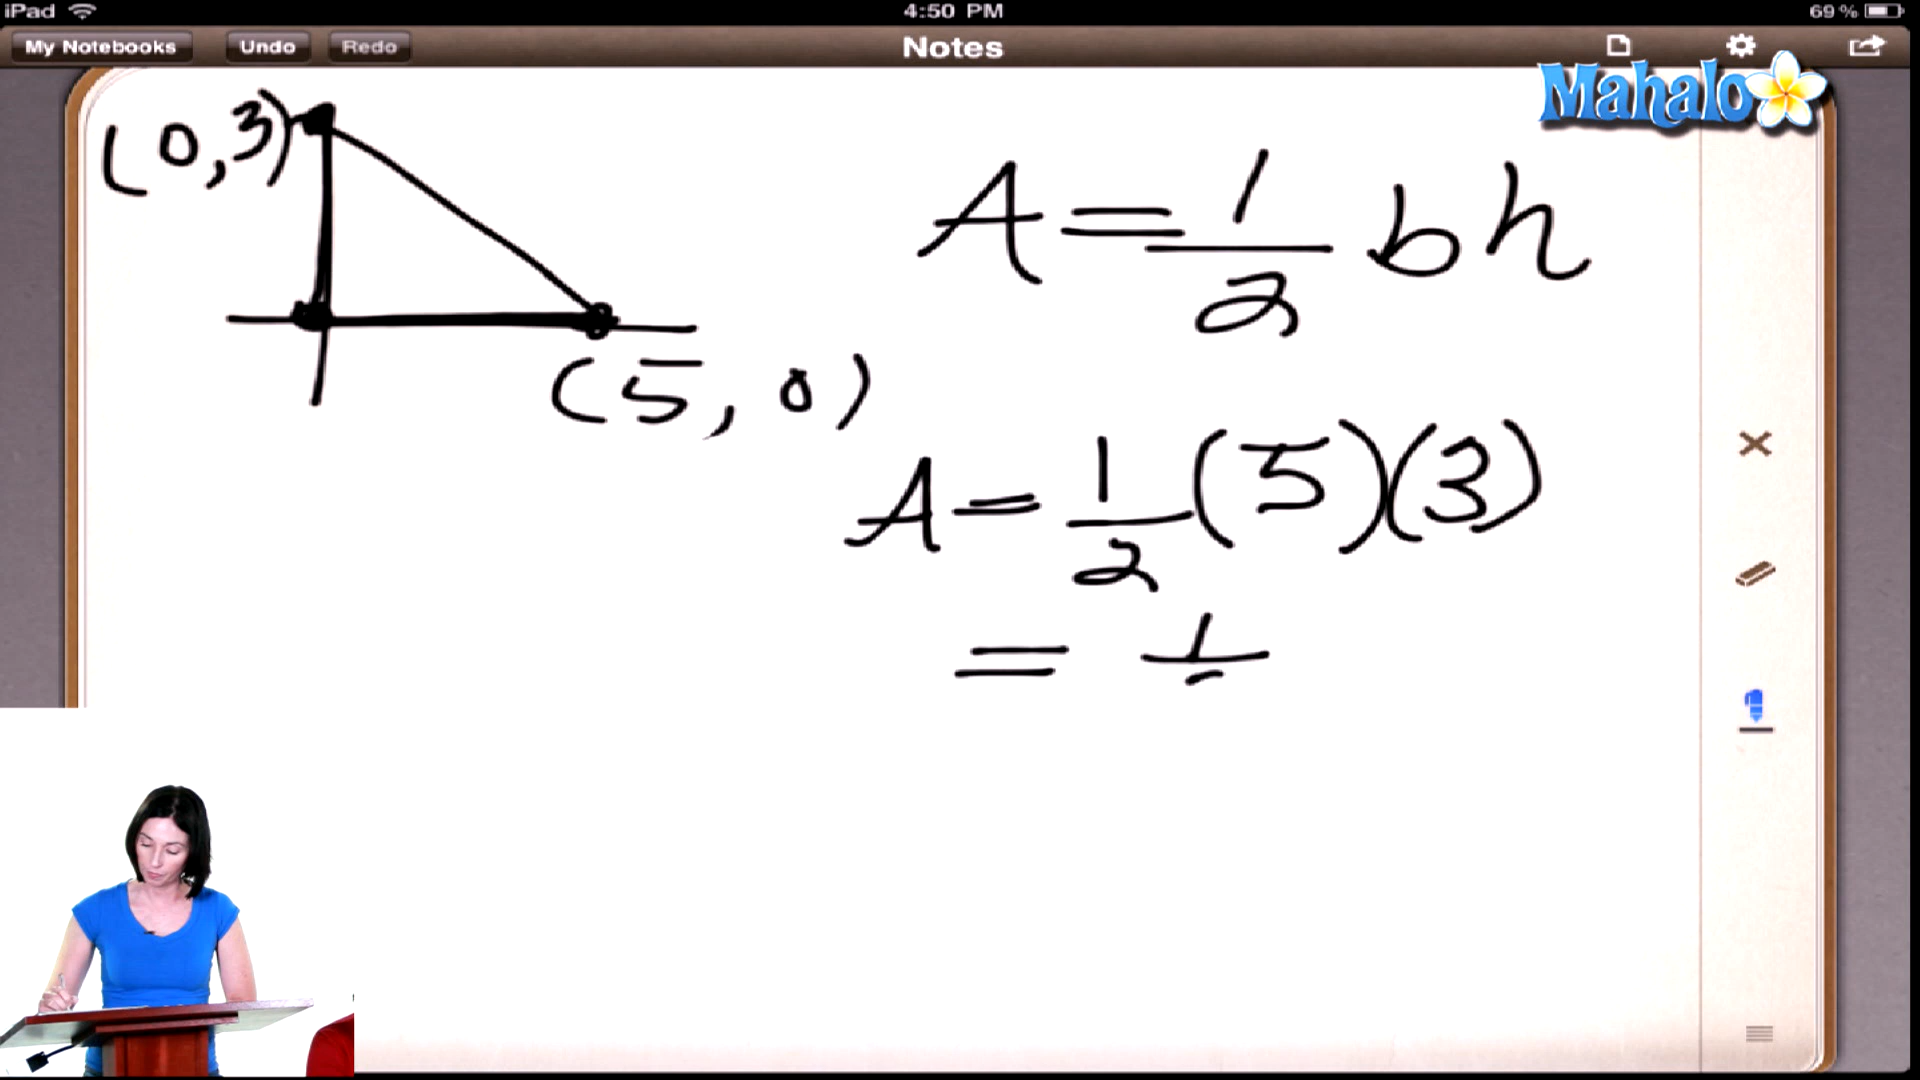 iPad 4:50 PM 69%
My Notebooks Undo Redo Notes
Mahalo
(0,3)
A = 1/2 bh
(5,0)
A = 1/2 (5)(3)
= 1